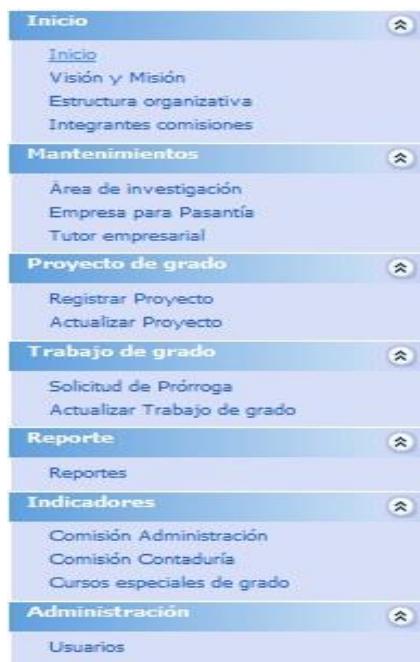 Inicio
Inicio
Visión y Misión
Estructura organizativa
Integrantes comisiones
Mantenimientos
Área de investigación
Empresa para Pasantía
Tutor empresarial
Proyecto de grado
Registrar Proyecto
Actualizar Proyecto
Trabajo de grado
Solicitud de Prórroga
Actualizar Trabajo de grado
Reporte
Reportes
Indicadores
Comisión Administración
Comisión Contaduría
Cursos especiales de grado
Administración
Usuarios